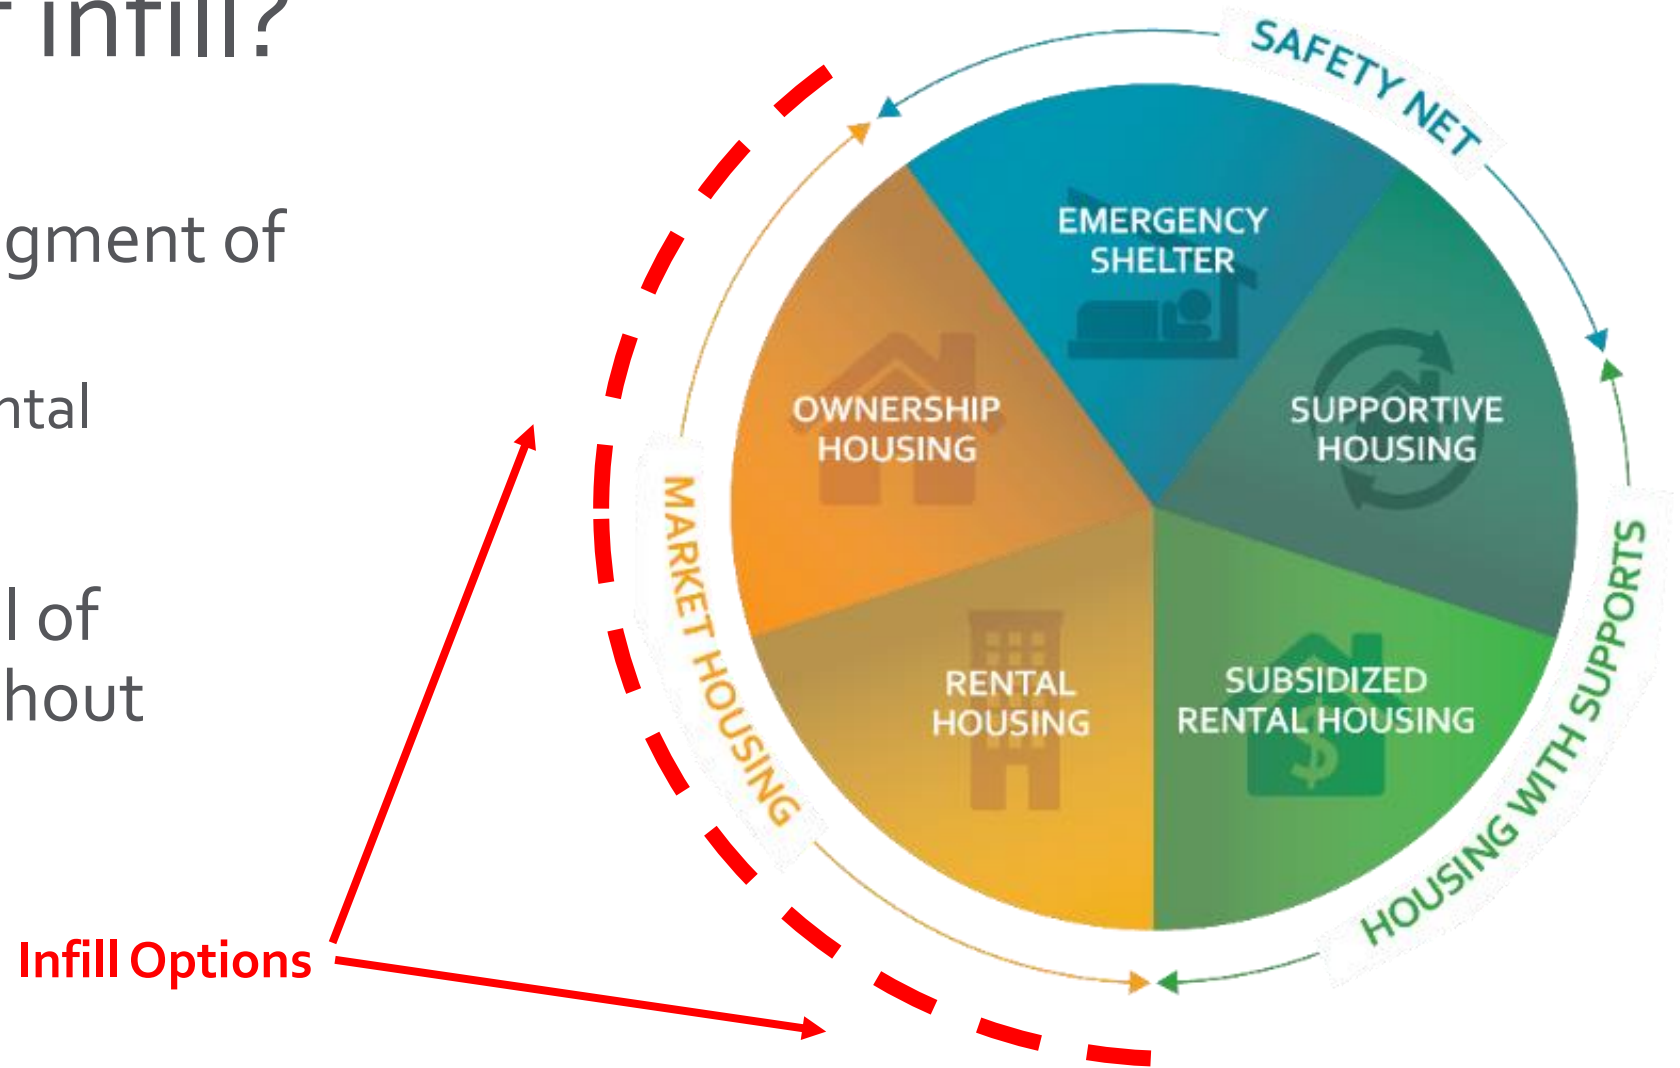 infill?
gment of
ntal
l of
hout
Infill Options
SAFETY NET
EMERGENCY
SHELTER
OWNERSHIP
HOUSING
SUPPORTIVE
HOUSING
MARKET HOUSING
RENTAL
HOUSING
SUBSIDIZED
RENTAL HOUSING
$
HOUSING WITH SUPPORTS